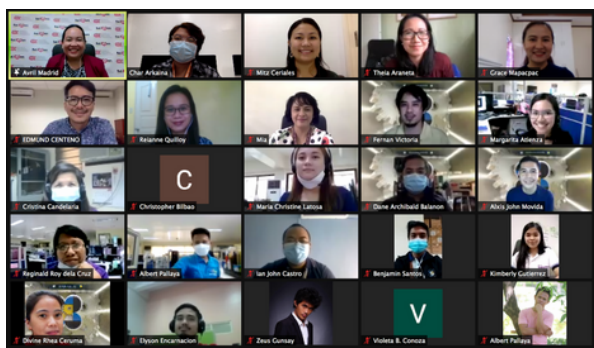 Avril Madrid
Char Arkaina
Mitz Ceriales
Theia Araneta
Grace Mapacpac
EDMUND CENTENO
Reianne Quilloy
Mia
Fernan Victoria
Margarita Atienza
Cristina Candelaria
C
Christopher Bilbao
Maria Christine Latosa
Dane Archibald Balanon
Alxis John Movida
Reginald Roy dela Cruz
Albert Pallaya
Ian John Castro
Benjamin Santos
Kimberly Gutierrez
Divine Rhea Ceruma
Elyson Encarnacion
Zeus Gunsay
V
Violeta B. Conoza
Albert Pallaya